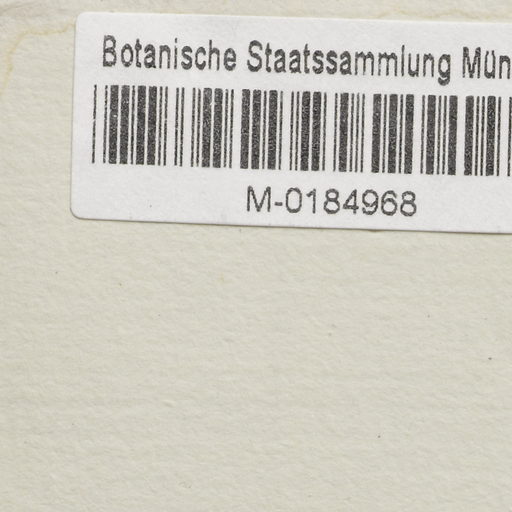 Botanische Staatssammlung Mün
M-0184968